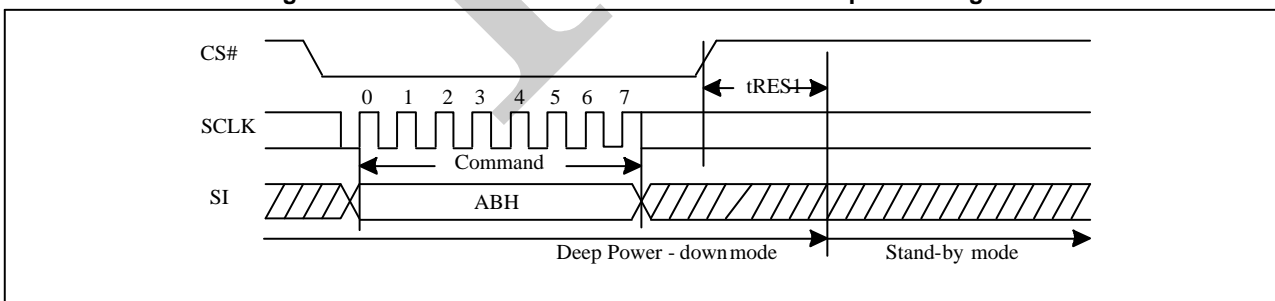 CS#
tRES1
0 1 2 3 4 5 6 7
SCLK
Command
SI
ABH
Deep Power - down mode
Stand-by mode